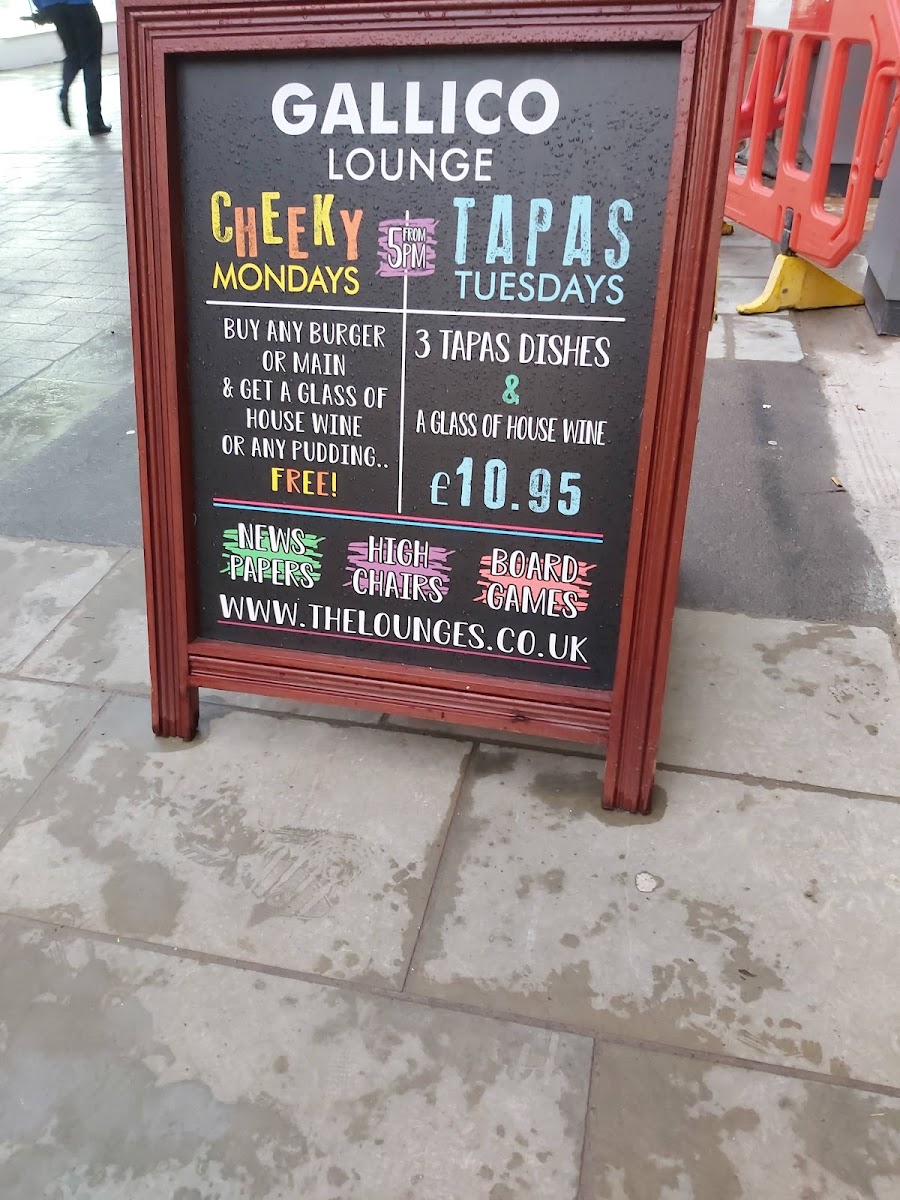 GALLICO
LOUNGE
CHEEKY
MONDAYS
5 FROM
PM
TAPAS
TUESDAYS
BUY ANY BURGER
OR MAIN
& GET A GLASS OF
HOUSE WINE
OR ANY PUDDING..
FREE!
3 TAPAS DISHES
&
A GLASS OF HOUSE WINE
£10.95
NEWS
PAPERS
HIGH
CHAIRS
BOARD
GAMES
WWW.THELOUNGES.CO.UK